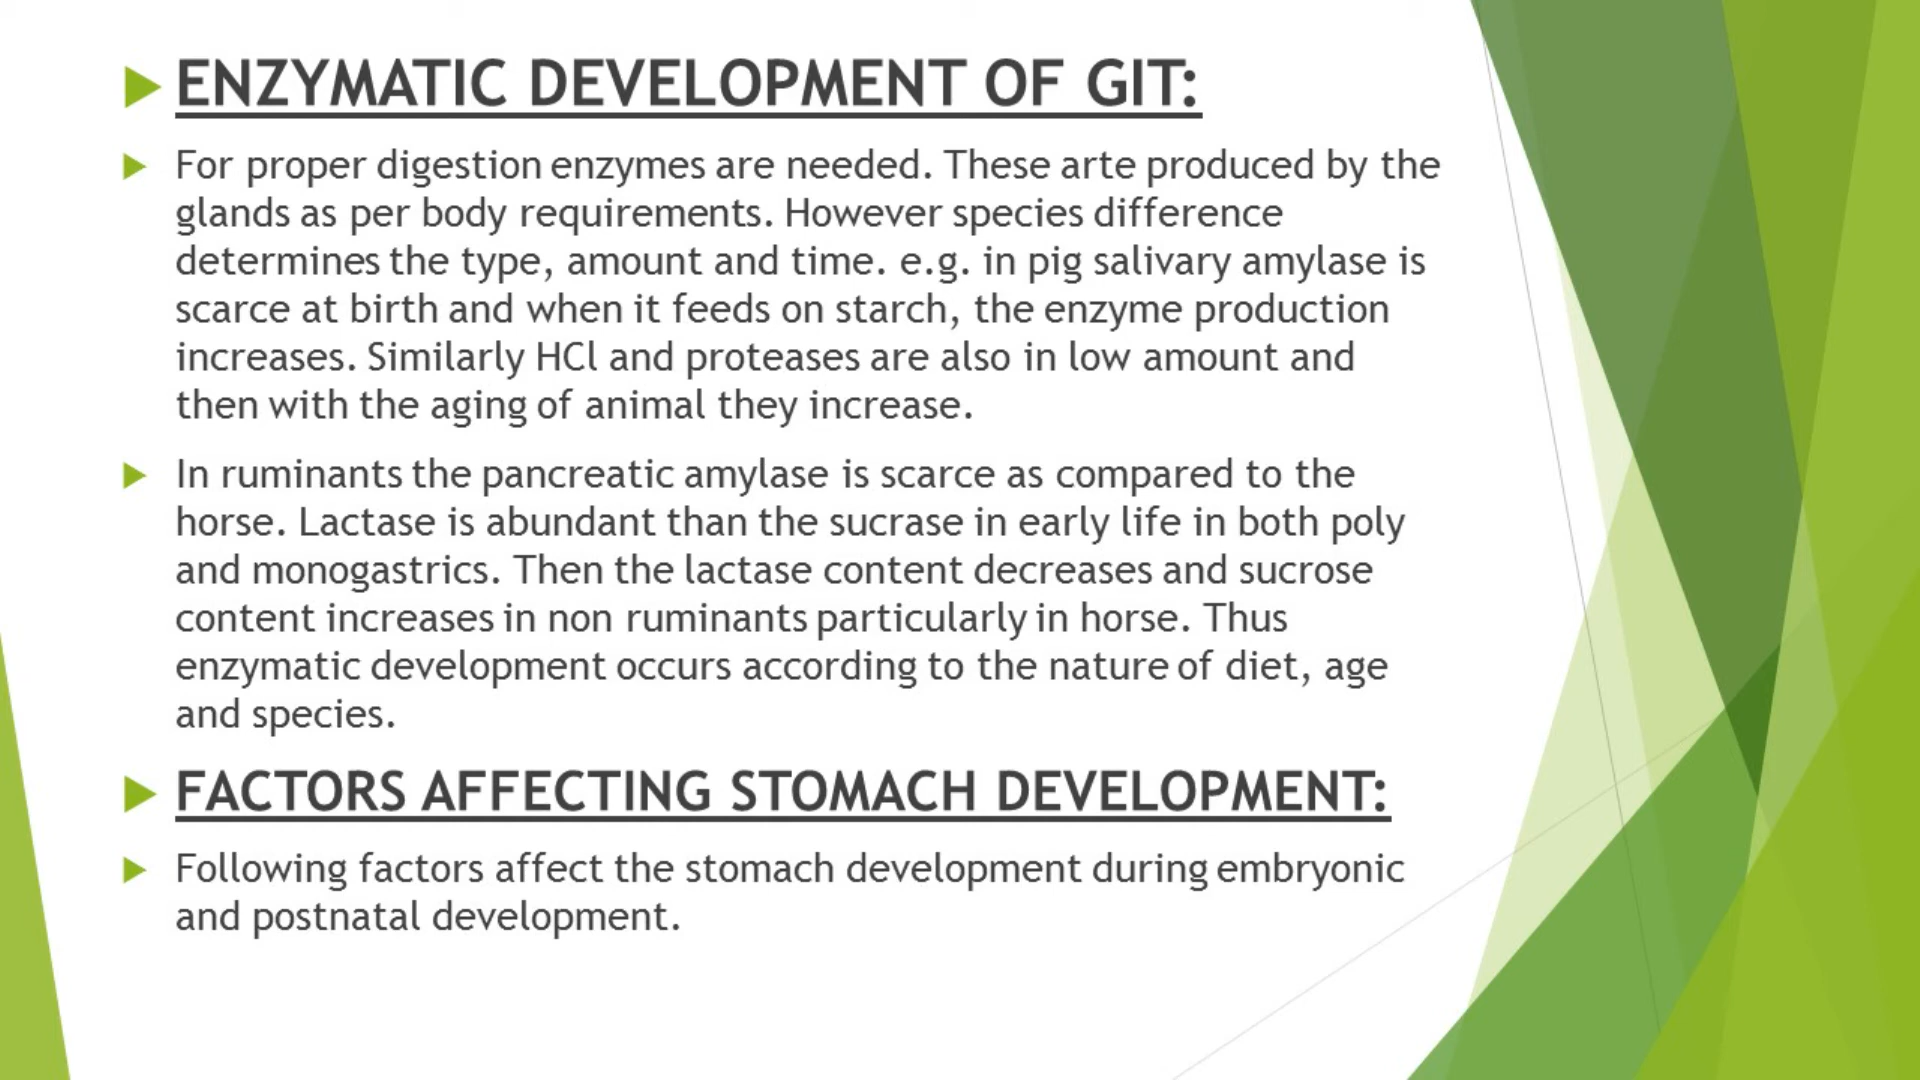 ENZYMATIC DEVELOPMENT OF GIT:
For proper digestion enzymes are needed. These arte produced by the
glands as per body requirements. However species difference
determines the type, amount and time. e.g. in pig salivary amylase is
scarce at birth and when it feeds on starch, the enzyme production
increases. Similarly HCl and proteases are also in low amount and
then with the aging of animal they increase.
In ruminants the pancreatic amylase is scarce as compared to the
horse. Lactase is abundant than the sucrase in early life in both poly
and monogastrics. Then the lactase content decreases and sucrose
content increases in non ruminants particularly in horse. Thus
enzymatic development occurs according to the nature of diet, age
and species.
FACTORS AFFECTING STOMACH DEVELOPMENT:
Following factors affect the stomach development during embryonic
and postnatal development.